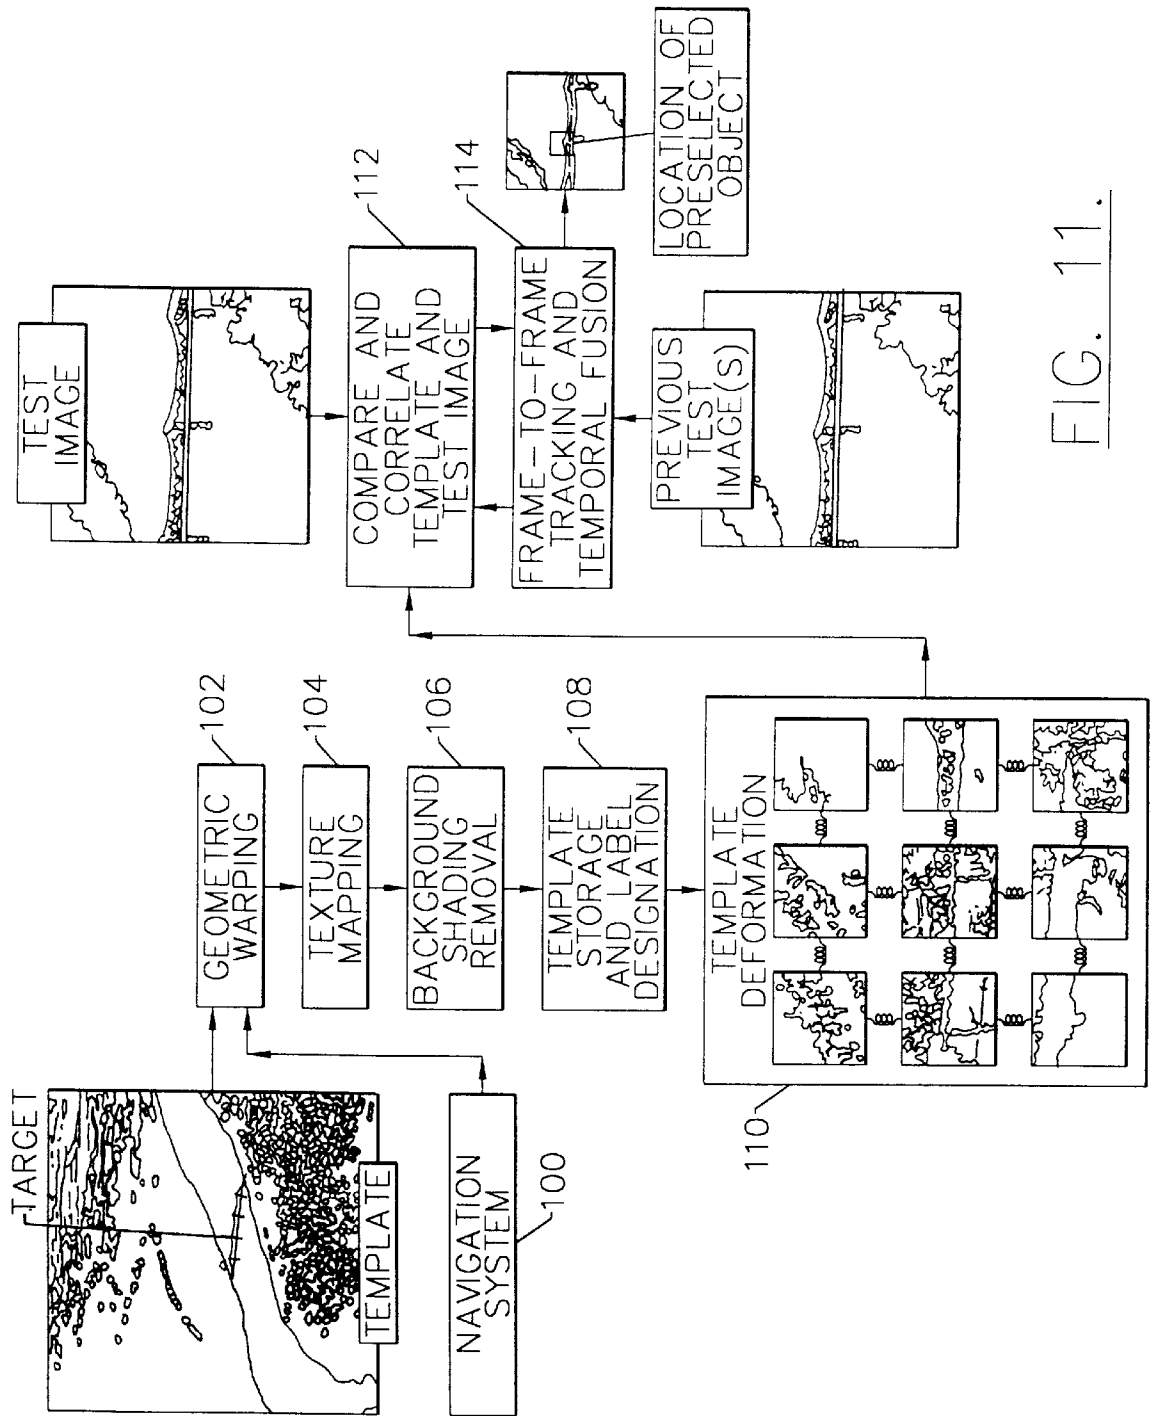 TARGET
TEMPLATE
NAVIGATION
SYSTEM
100
GEOMETRIC
WARPING
102
TEXTURE
MAPPING
104
BACKGROUND
SHADING
REMOVAL
106
TEMPLATE
STORAGE
AND LABEL
DESIGNATION
108
TEMPLATE
DEFORMATION
110
TEST
IMAGE
COMPARE AND
CORRELATE
TEMPLATE AND
TEST IMAGE
112
FRAME-TO-FRAME
TRACKING AND
TEMPORAL FUSION
114
PREVIOUS
TEST
IMAGE(S)
LOCATION OF
PRESELECTED
OBJECT
FIG. 11.